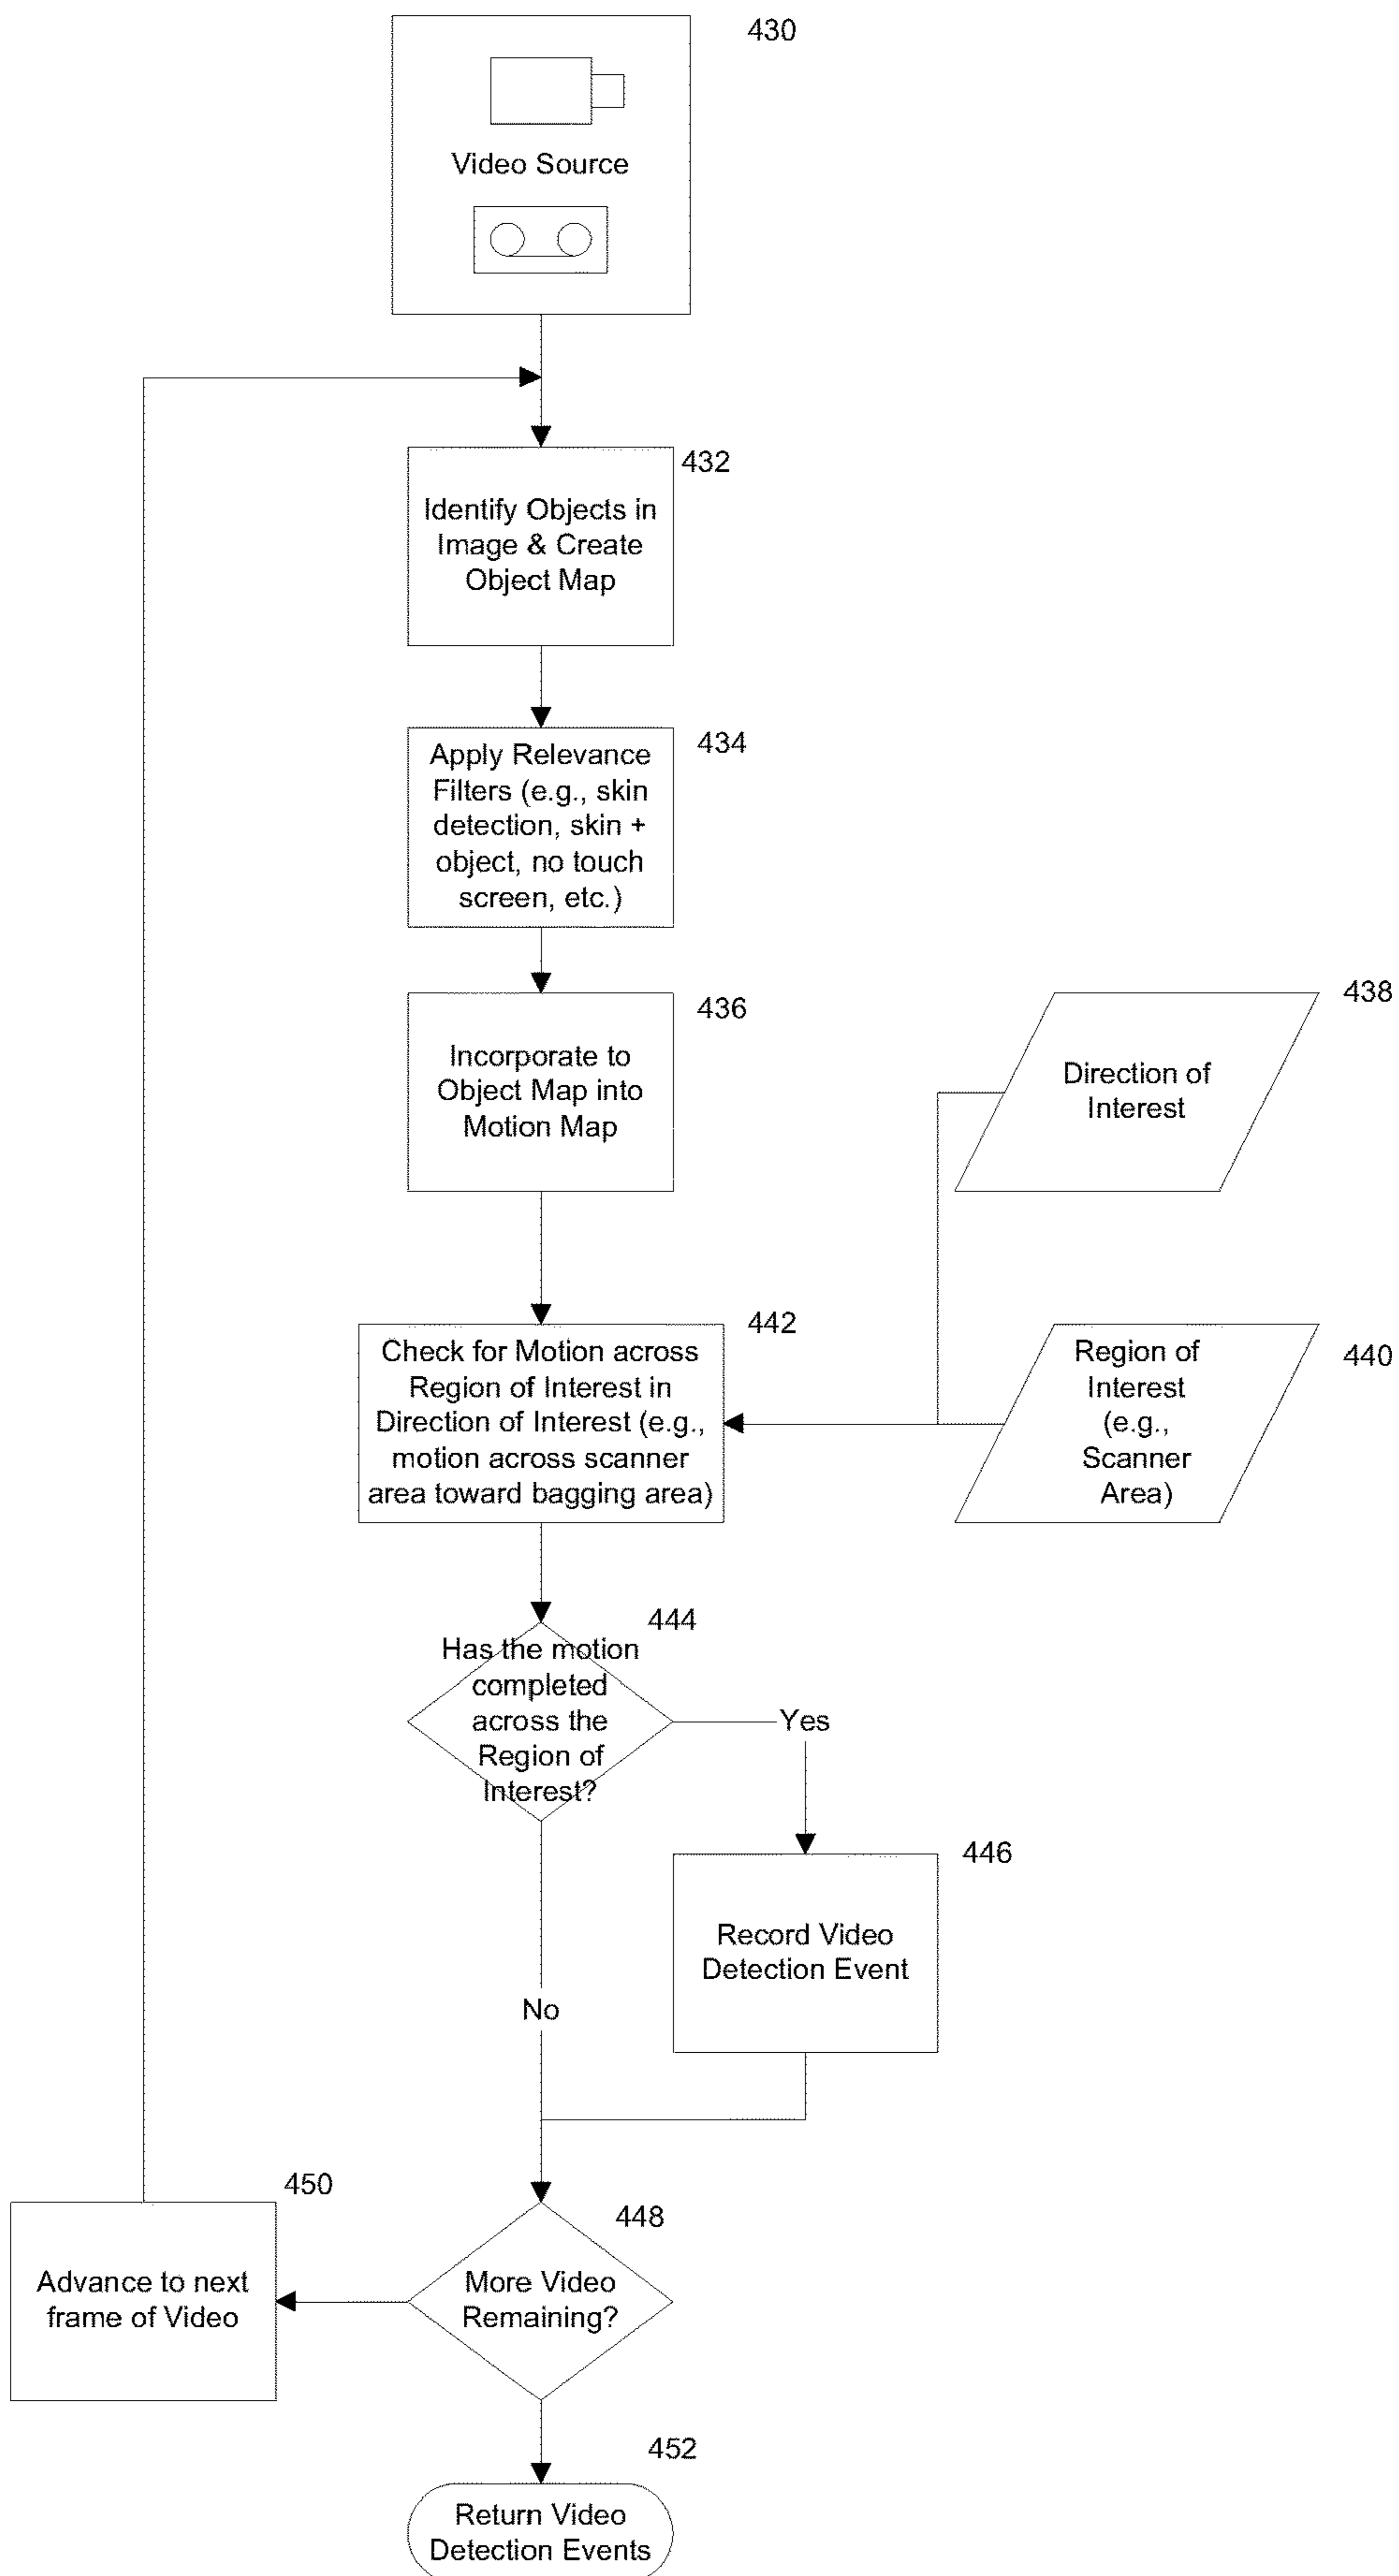 430
Video Source
432
Identify Objects in
Image & Create
Object Map
434
Apply Relevance
Filters (e.g., skin
detection, skin +
object, no touch
screen, etc.)
436
Incorporate to
Object Map into
Motion Map
438
Direction of
Interest
442
Check for Motion across
Region of Interest in
Direction of Interest (e.g.,
motion across scanner
area toward bagging area)
440
Region of
Interest
(e.g.,
Scanner
Area)
444
Has the motion
completed
across the
Region of
Interest?
Yes
446
Record Video
Detection Event
No
450
Advance to next
frame of Video
448
More Video
Remaining?
452
Return Video
Detection Events